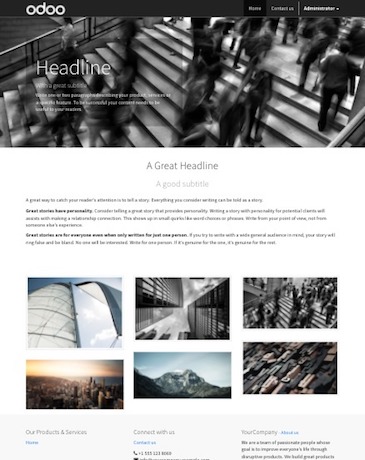 odoo
Home
Contact us
Administrator
Headline
with a great subtitle
Write one or two paragraphs describing your product, services or
a specific feature. To be successful your content needs to be
useful to your readers.
A Great Headline
A good subtitle
A great way to catch your reader's attention is to tell a story. Everything you consider writing can be told as a story.
Great stories have personality. Consider telling a great story that provides personality. Writing a story with personality for potential clients will
assists with making a relationship connection. This shows up in small quirks like word choices or phrases. Write from your point of view, not from
someone else's experience.
Great stories are for everyone even when only written for just one person. If you try to write with a wide general audience in mind, your story will
ring false and be bland. No one will be interested. Write for one person. If it's genuine for the one, it's genuine for the rest.
Our Products & Services
Home
Connect with us
Contact us
YourCompany - About us
We are a team of passionate people whose
goal is to improve everyone's life through
disruptive products. We build great products